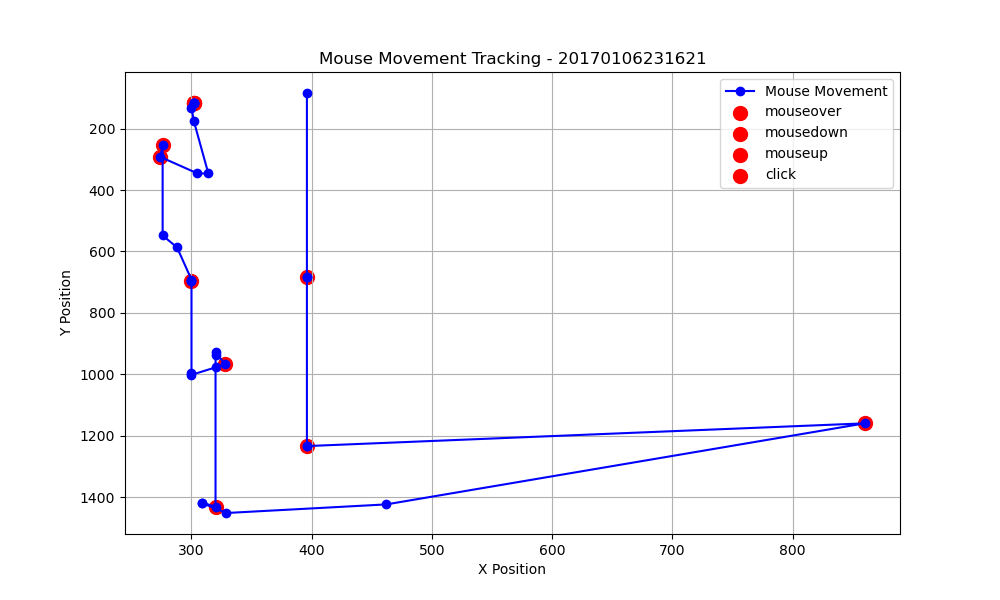 Mouse Movement Tracking - 20170106231621
Mouse Movement
mouseover
mousedown
mouseup
click
200
400
600
800
1000
1200
1400
Y Position
300
400
500
600
700
800
X Position